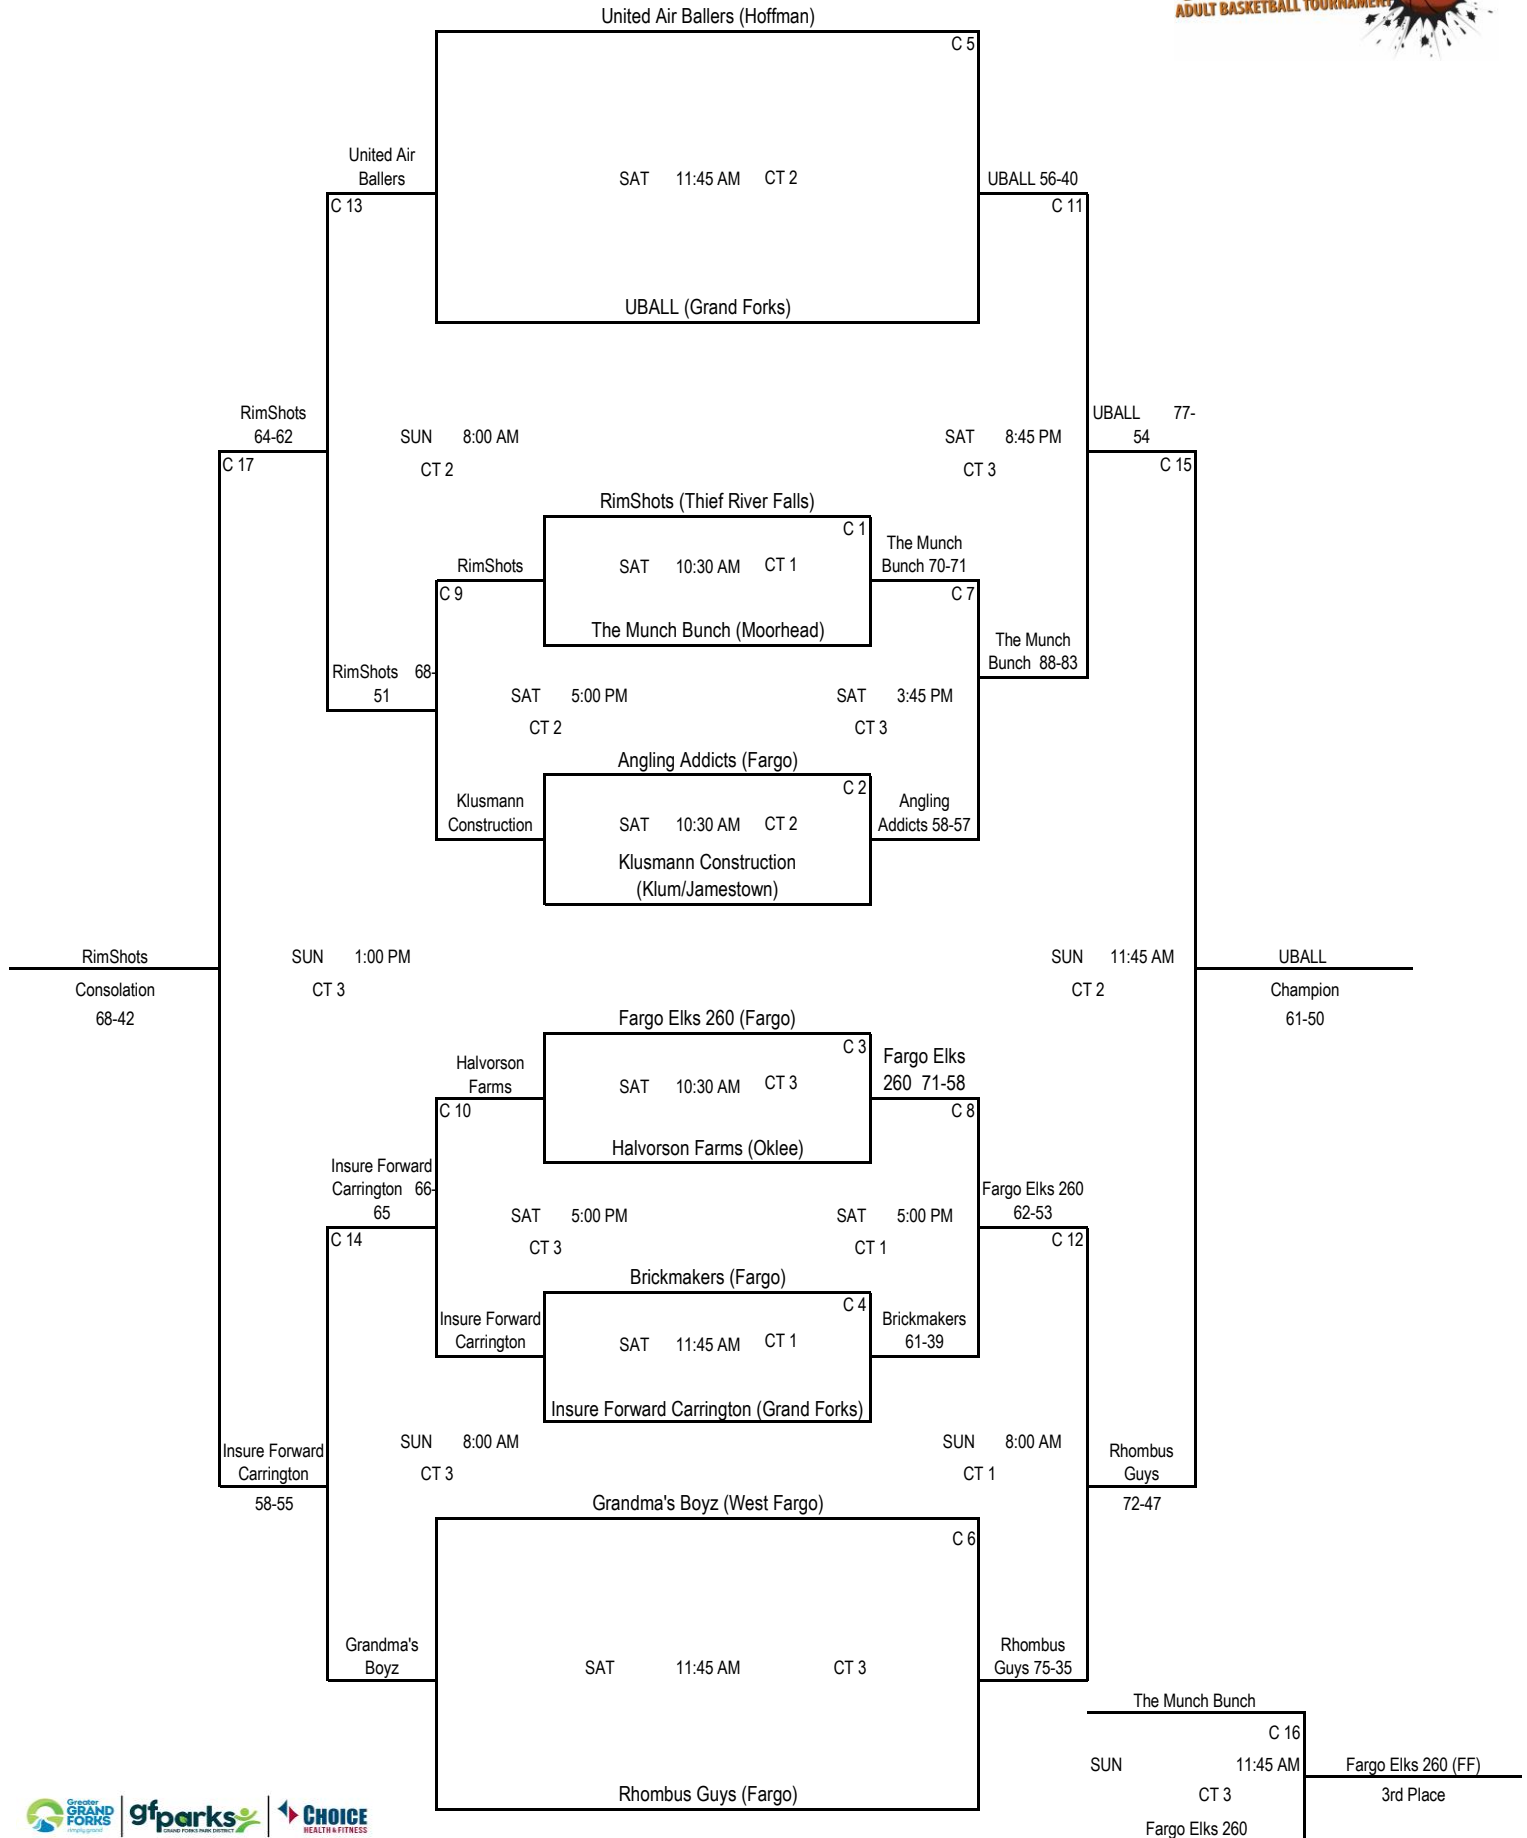 ADULT BASKETBALL TOURNAMENT
United Air Ballers (Hoffman)
C 5
United Air
Ballers
SAT 11:45 AM CT 2
UBALL 56-40
C 13
C 11
UBALL (Grand Forks)
RimShots
64-62
SUN 8:00 AM
CT 2
SAT 8:45 PM
CT 3
UBALL 77-
54
C 17
C 15
RimShots (Thief River Falls)
C 1
RimShots
SAT 10:30 AM CT 1
The Munch
Bunch 70-71
C 9
C 7
The Munch Bunch (Moorhead)
The Munch
Bunch 88-83
RimShots 68-
51
SAT 5:00 PM
CT 2
SAT 3:45 PM
CT 3
Angling Addicts (Fargo)
C 2
Klusmann
Construction
SAT 10:30 AM CT 2
Angling
Addicts 58-57
Klusmann Construction
(Klum/Jamestown)
RimShots
Consolation
68-42
SUN 1:00 PM
CT 3
SUN 11:45 AM
CT 2
UBALL
Champion
61-50
Fargo Elks 260 (Fargo)
C 3
Halvorson
Farms
SAT 10:30 AM CT 3
Fargo Elks
260 71-58
C 10
C 8
Halvorson Farms (Oklee)
Insure Forward
Carrington 66-
65
SAT 5:00 PM
CT 3
SAT 5:00 PM
CT 1
Fargo Elks 260
62-53
C 14
C 12
Brickmakers (Fargo)
C 4
Insure Forward
Carrington
SAT 11:45 AM CT 1
Brickmakers
61-39
Insure Forward Carrington (Grand Forks)
Insure Forward
Carrington
58-55
SUN 8:00 AM
CT 3
SUN 8:00 AM
CT 1
Rhombus
Guys
72-47
Grandma's Boyz (West Fargo)
C 6
Grandma's
Boyz
SAT 11:45 AM CT 3
Rhombus
Guys 75-35
Rhombus Guys (Fargo)
The Munch Bunch
C 16
SUN 11:45 AM
CT 3
Fargo Elks 260 (FF)
3rd Place
Fargo Elks 260
Greater
GRAND
FORKS
simply grand
gfparks
GRAND FORKS PARK DISTRICT
CHOICE
HEALTH & FITNESS